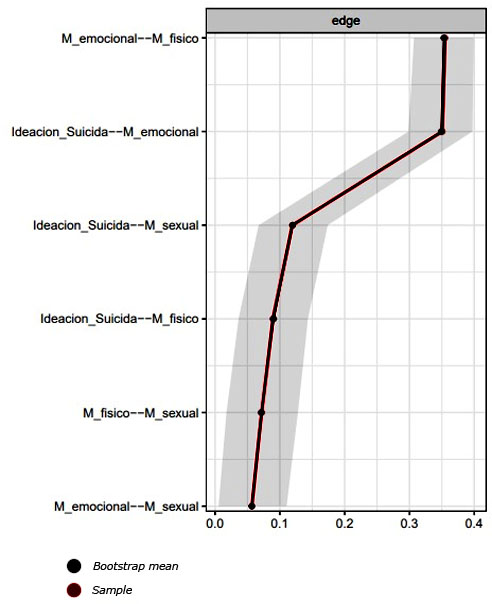 edge
M_emocional--M_fisico
Ideacion_Suicida--M_emocional
Ideacion_Suicida--M_sexual
Ideacion_Suicida--M_fisico
M_fisico--M_sexual
M_emocional--M_sexual
0.0 0.1 0.2 0.3 0.4
Bootstrap mean
Sample